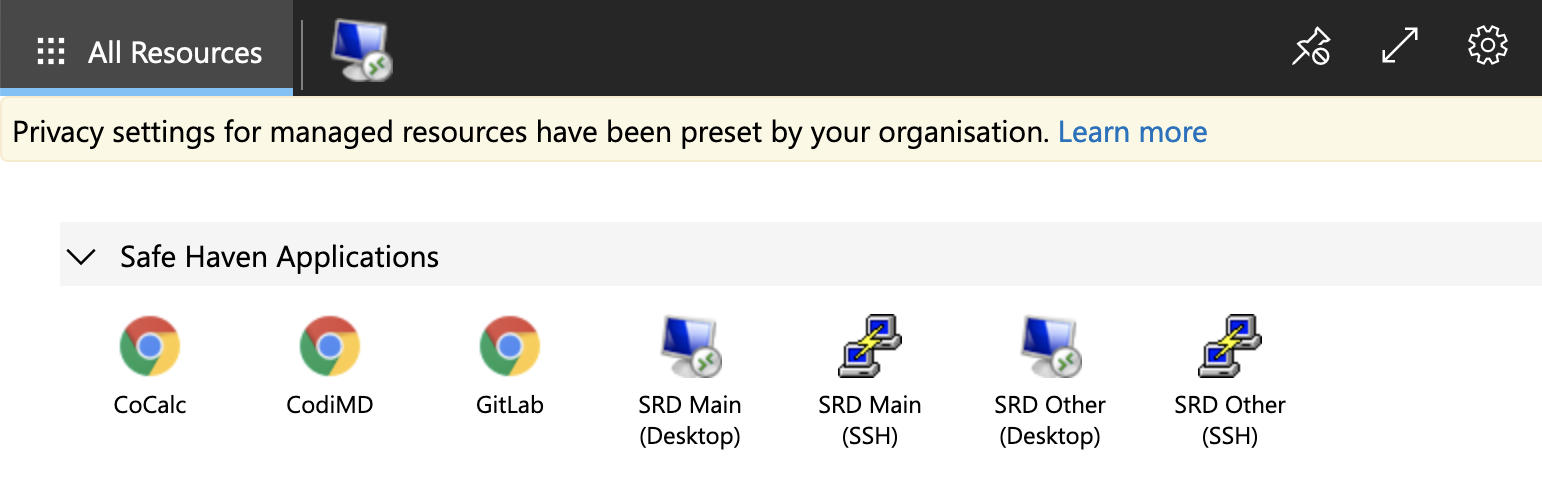 All Resources
Privacy settings for managed resources have been preset by your organisation. Learn more
Safe Haven Applications
CoCalc
CodiMD
GitLab
SRD Main
(Desktop)
SRD Main
(SSH)
SRD Other
(Desktop)
SRD Other
(SSH)